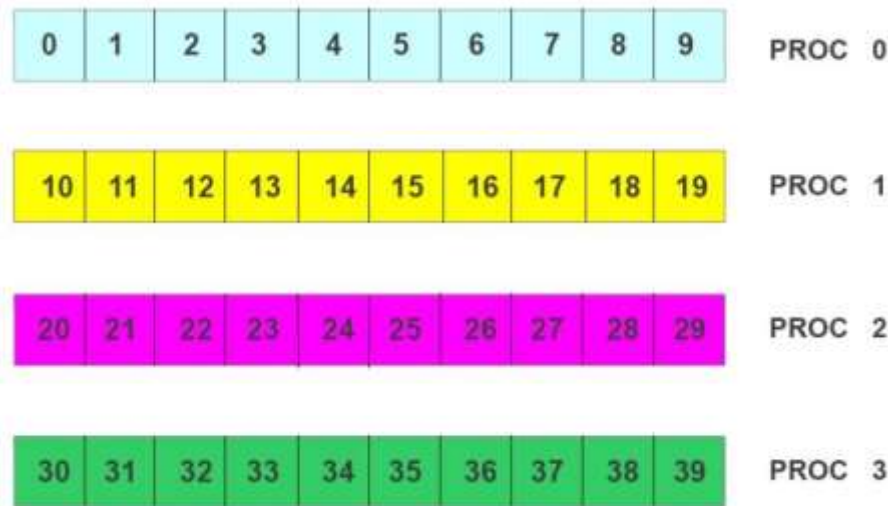 0 1 2 3 4 5 6 7 8 9 PROC 0
10 11 12 13 14 15 16 17 18 19 PROC 1
20 21 22 23 24 25 26 27 28 29 PROC 2
30 31 32 33 34 35 36 37 38 39 PROC 3